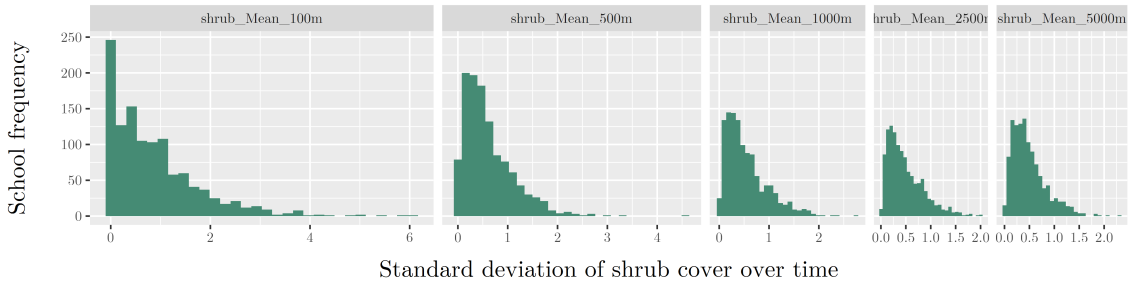 shrub_Mean_100m
shrub_Mean_500m
shrub_Mean_1000m
hrub_Mean_2500m
shrub_Mean_5000m
School frequency
250
200
150
100
50
0
0 2 4 6
0 1 2 3 4
0 1 2
0.0 0.5 1.0 1.5 2.0
0.0 0.5 1.0 1.5 2.0
Standard deviation of shrub cover over time